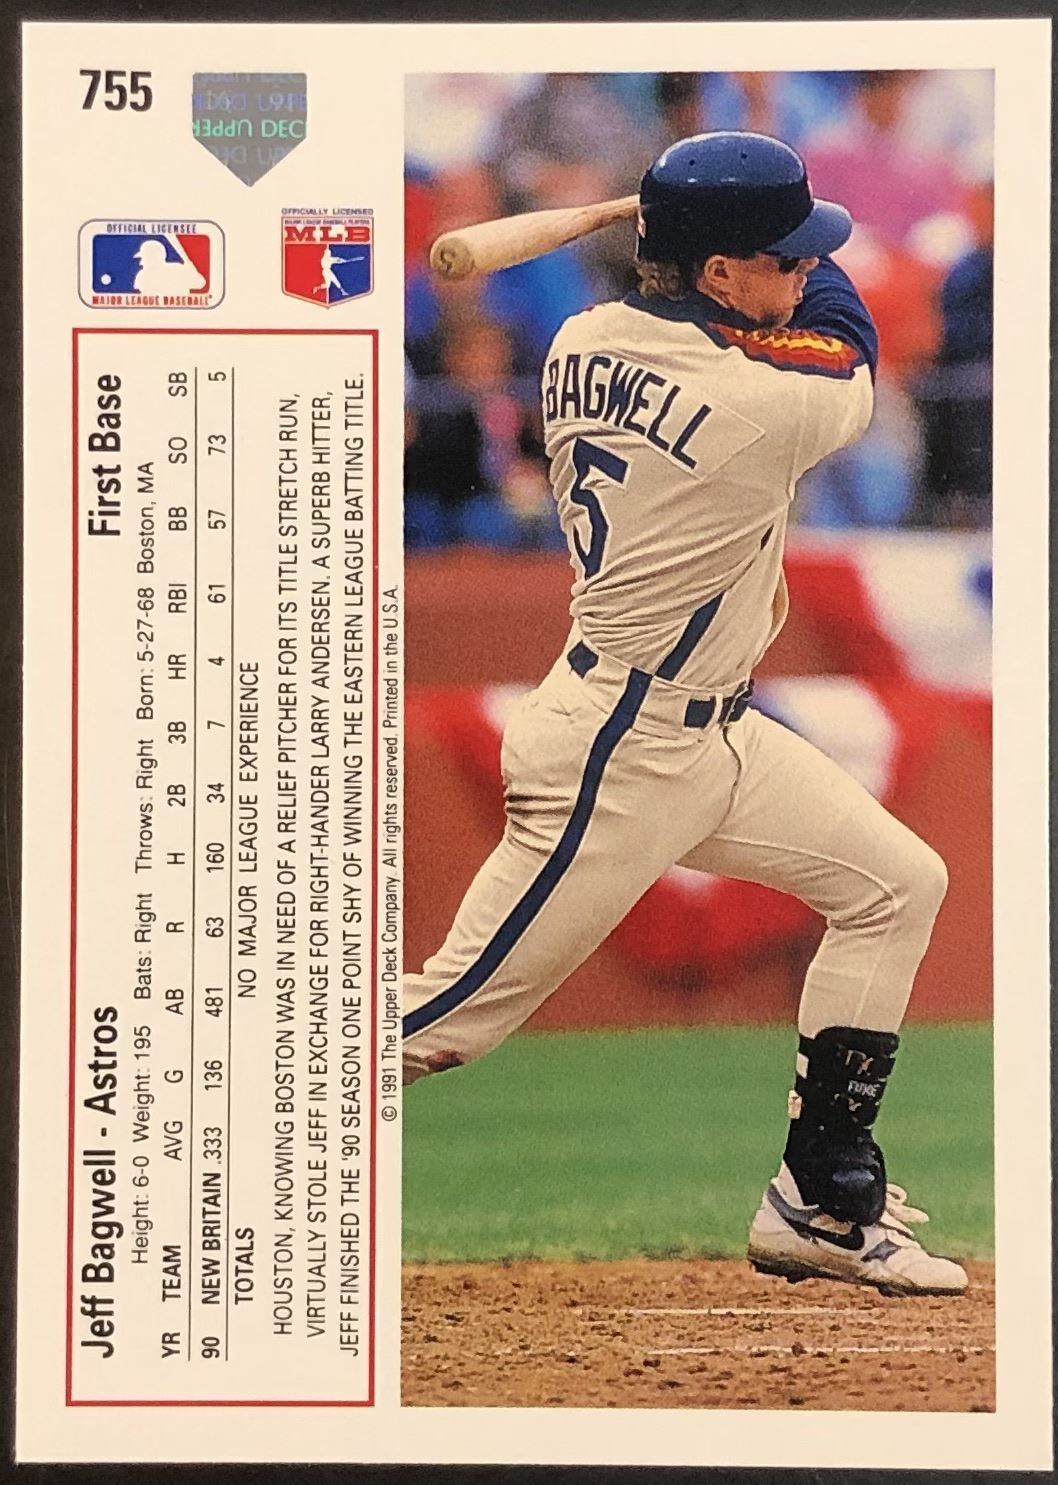 755
UPPER DEC
OFFICIAL LICENSEE
MAJOR LEAGUE BASEBALL
OFFICIALLY LICENSED
MAJOR LEAGUE BASEBALL PLAYERS
MLB
Jeff Bagwell - Astros First Base
Height: 6-0 Weight: 195 Bats: Right Throws: Right Born: 5-27-68 Boston, MA
YR TEAM AVG G AB R H 2B 3B HR RBI BB SO SB
90 NEW BRITAIN .333 136 481 63 160 34 7 4 61 57 73 5
TOTALS NO MAJOR LEAGUE EXPERIENCE
HOUSTON, KNOWING BOSTON WAS IN NEED OF A RELIEF PITCHER FOR ITS TITLE STRETCH RUN,
VIRTUALLY STOLE JEFF IN EXCHANGE FOR RIGHT-HANDER LARRY ANDERSEN. A SUPERB HITTER,
JEFF FINISHED THE '90 SEASON ONE POINT SHY OF WINNING THE EASTERN LEAGUE BATTING TITLE.
© 1991 The Upper Deck Company. All rights reserved. Printed in the U.S.A.
BAGWELL
5